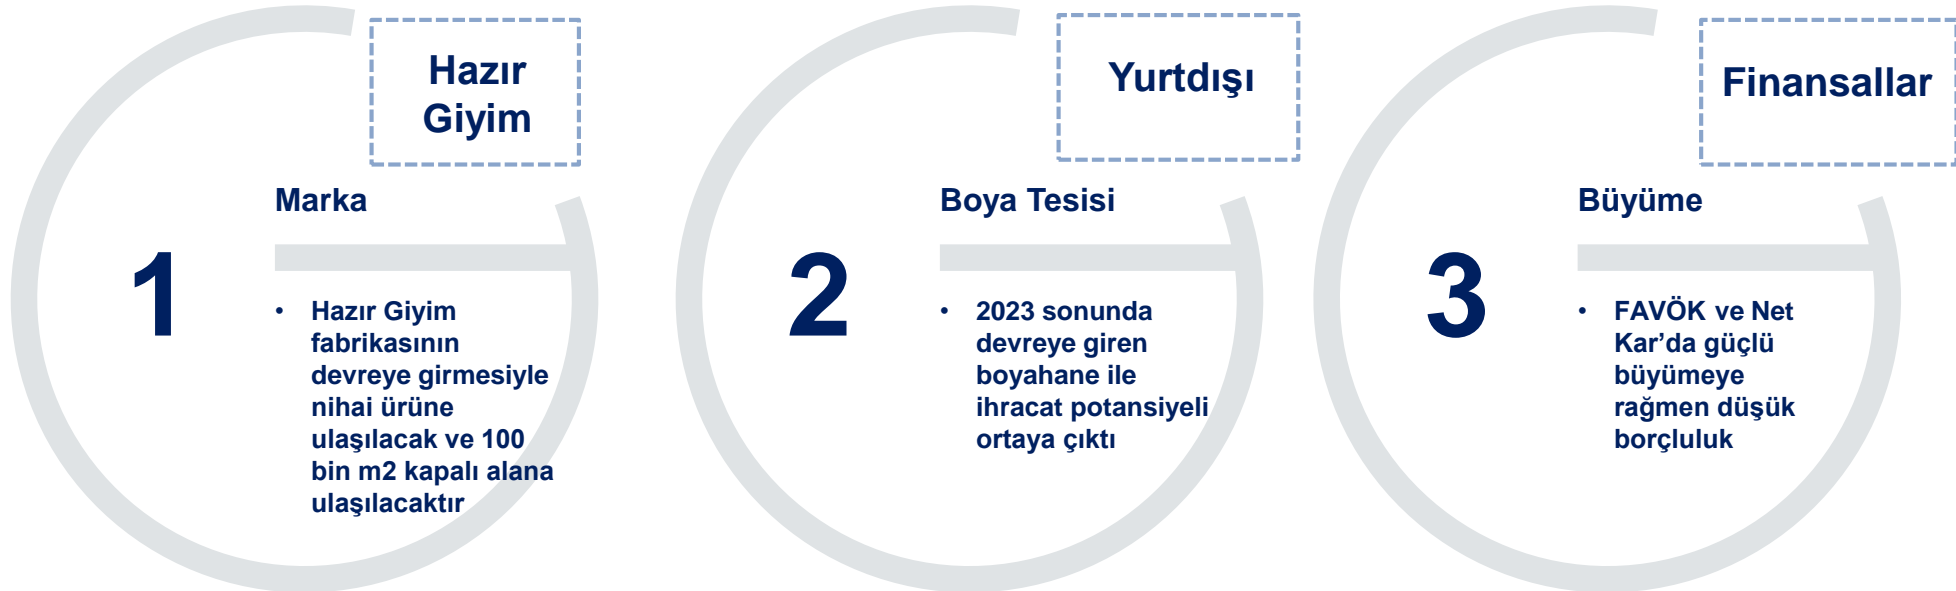 Hazır
Giyim
Marka
1
• Hazır Giyim
fabrikasının
devreye girmesiyle
nihai ürüne
ulaşılacak ve 100
bin m2 kapalı alana
ulaşılacaktır
Yurtdışı
Boya Tesisi
2
• 2023 sonunda
devreye giren
boyahane ile
ihracat potansiyeli
ortaya çıktı
Finansallar
Büyüme
3
• FAVÖK ve Net
Kar’da güçlü
büyümeye
rağmen düşük
borçluluk